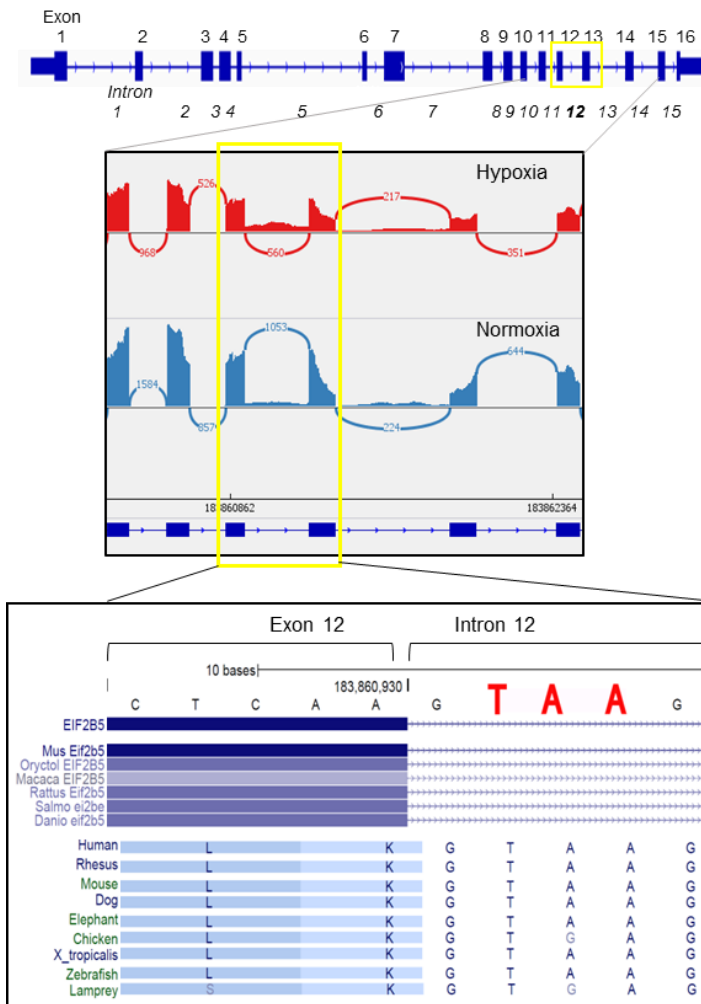 Exon
1 2 3 4 5 6 7 8 9 10 11 12 13 14 15 16
Intron
1 2 3 4 5 6 7 8 9 10 11 12 13 14 15
Hypoxia
526 217
968 560 351
Normoxia
1053 644
1584
857 224
183860862 183862364
Exon 12 Intron 12
10 bases
183,860,930
C T C A A G T A A G
EIF2B5
Mus Eif2b5
Oryctol EIF2B5
Macaca EIF2B5
Rattus Eif2b5
Salmo ei2be
Danio eif2b5
Human L K G T A A G
Rhesus L K G T A A G
Mouse L K G T A A G
Dog L K G T A A G
Elephant L K G T A A G
Chicken L K G T G A G
X_tropicalis L K G T A A G
Zebrafish L K G T A A G
Lamprey S K G T G A G